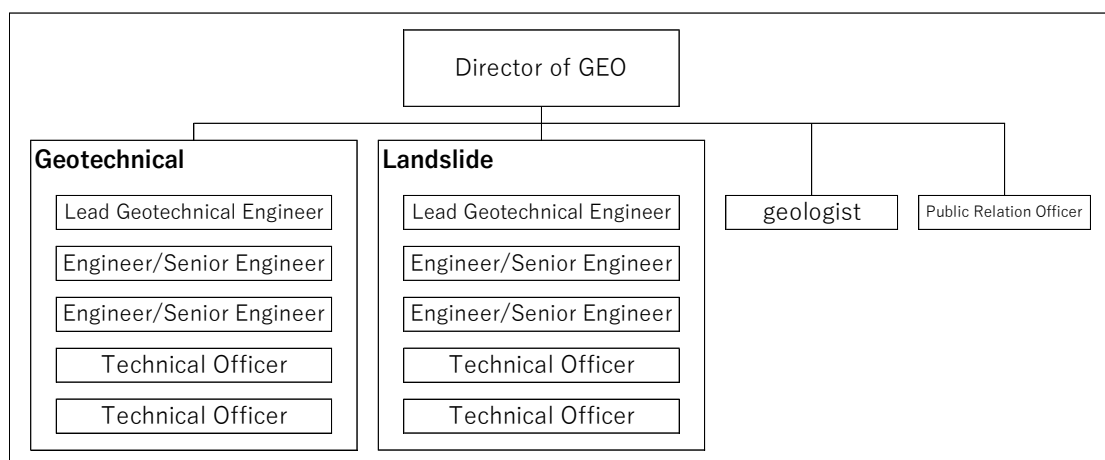 Director of GEO
Geotechnical
Lead Geotechnical Engineer
Engineer/Senior Engineer
Engineer/Senior Engineer
Technical Officer
Technical Officer
Landslide
Lead Geotechnical Engineer
Engineer/Senior Engineer
Engineer/Senior Engineer
Technical Officer
Technical Officer
geologist
Public Relation Officer